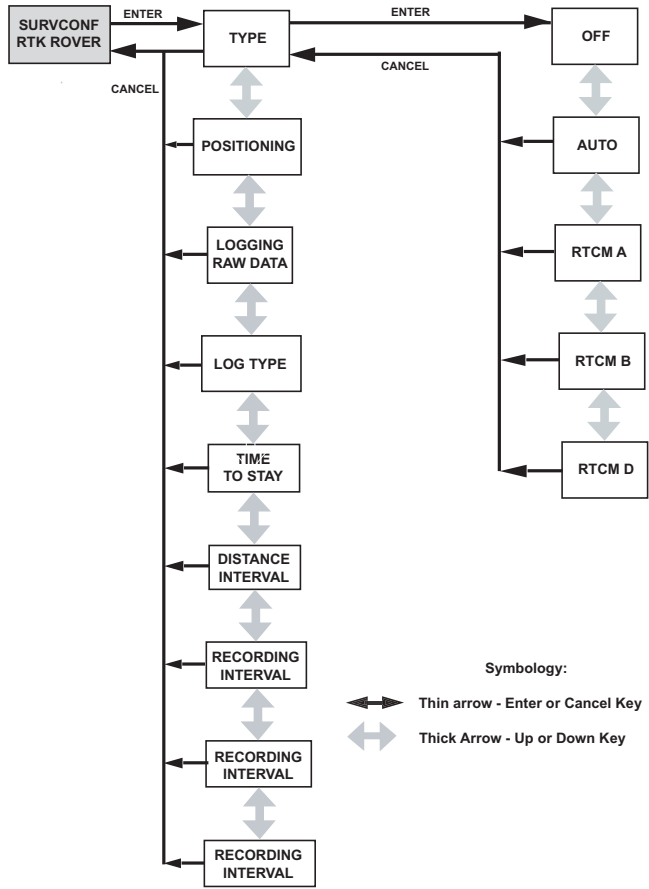 SURVCONF
RTK ROVER
ENTER
TYPE
ENTER
OFF
CANCEL
CANCEL
POSITIONING
AUTO
LOGGING
RAW DATA
RTCM A
LOG TYPE
RTCM B
TIME
TO STAY
RTCM D
DISTANCE
INTERVAL
RECORDING
INTERVAL
RECORDING
INTERVAL
RECORDING
INTERVAL
Symbology:
Thin arrow - Enter or Cancel Key
Thick Arrow - Up or Down Key